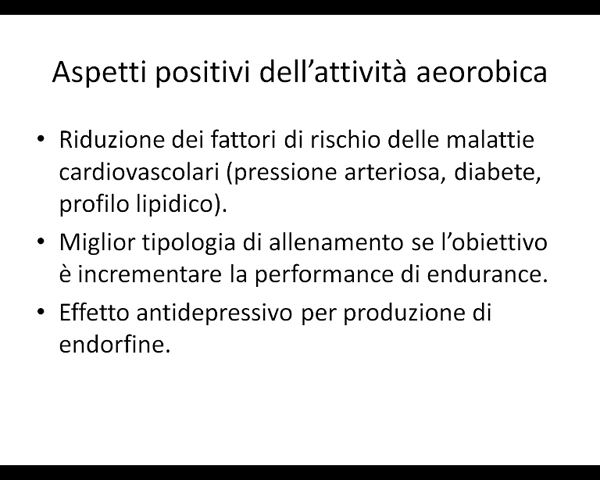 Aspetti positivi dell’attività aeorobica
• Riduzione dei fattori di rischio delle malattie
cardiovascolari (pressione arteriosa, diabete,
profilo lipidico).
• Miglior tipologia di allenamento se l’obiettivo
è incrementare la performance di endurance.
• Effetto antidepressivo per produzione di
endorfine.